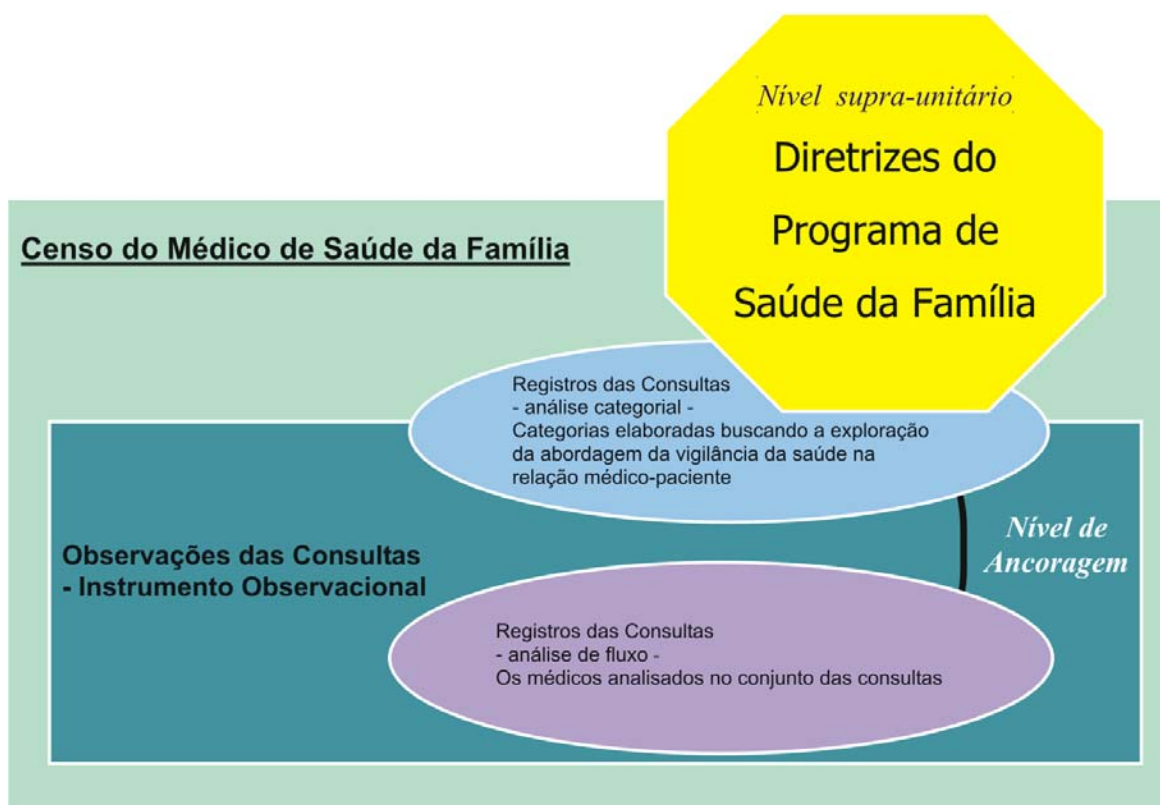 Nível supra-unitário
Diretrizes do
Programa de
Saúde da Família
Censo do Médico de Saúde da Família
Registros das Consultas
- análise categorial -
Categorias elaboradas buscando a exploração
da abordagem da vigilância da saúde na
relação médico-paciente
Observações das Consultas
- Instrumento Observacional
Nível de
Ancoragem
Registros das Consultas
- análise de fluxo -
Os médicos analisados no conjunto das consultas